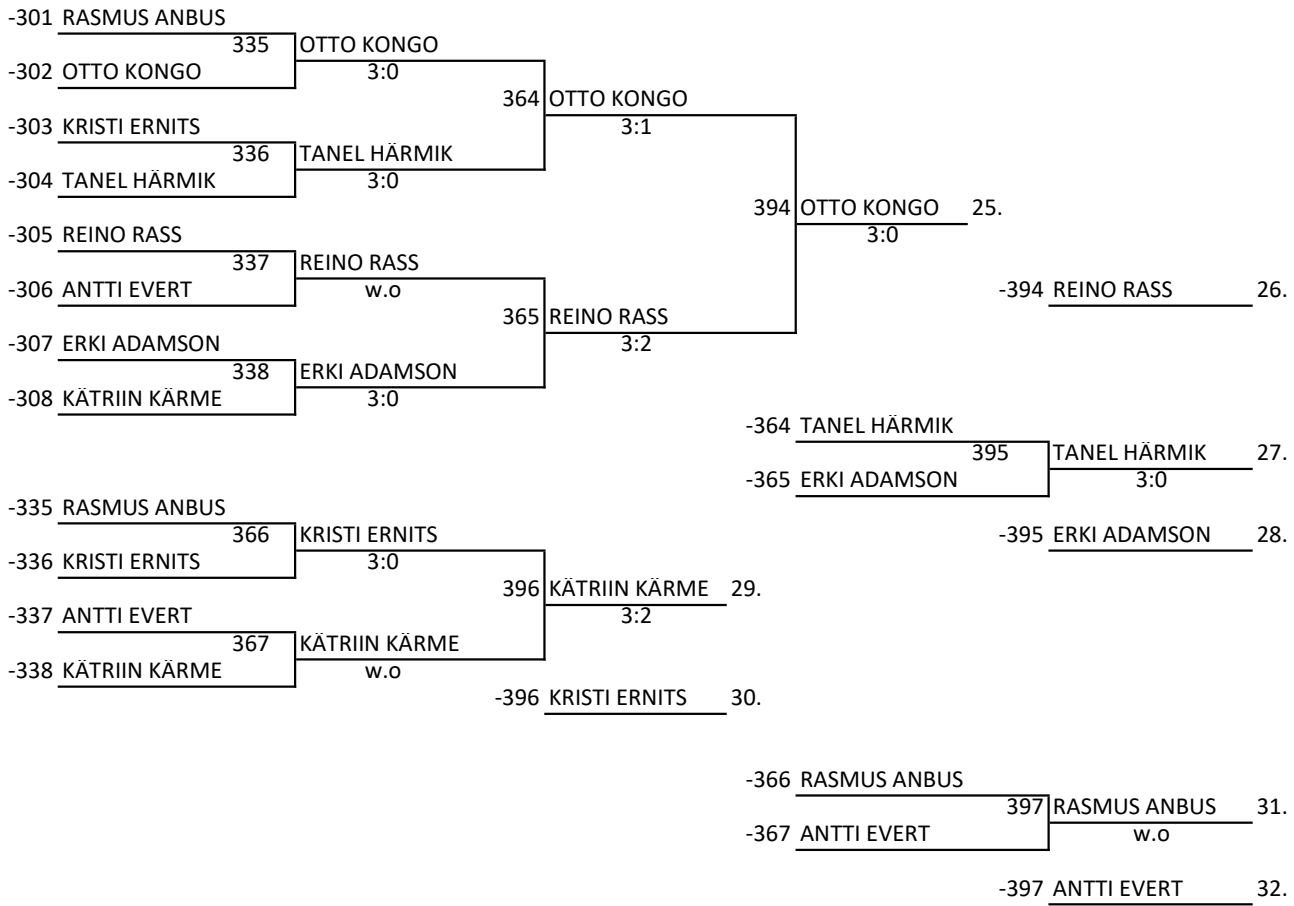 -301 RASMUS ANBUS
335 OTTO KONGO
-302 OTTO KONGO 3:0
364 OTTO KONGO
-303 KRISTI ERNITS 3:1
336 TANEL HÄRMIK
-304 TANEL HÄRMIK 3:0
394 OTTO KONGO 25.
-305 REINO RASS 3:0
337 REINO RASS
-306 ANTTI EVERT w.o -394 REINO RASS 26.
365 REINO RASS
-307 ERKI ADAMSON 3:2
338 ERKI ADAMSON
-308 KÄTRIIN KÄRME 3:0
-364 TANEL HÄRMIK
395 TANEL HÄRMIK 27.
-365 ERKI ADAMSON 3:0
-335 RASMUS ANBUS
366 KRISTI ERNITS -395 ERKI ADAMSON 28.
-336 KRISTI ERNITS 3:0
396 KÄTRIIN KÄRME 29.
-337 ANTTI EVERT 3:2
367 KÄTRIIN KÄRME
-338 KÄTRIIN KÄRME w.o
-396 KRISTI ERNITS 30.
-366 RASMUS ANBUS
397 RASMUS ANBUS 31.
-367 ANTTI EVERT w.o
-397 ANTTI EVERT 32.